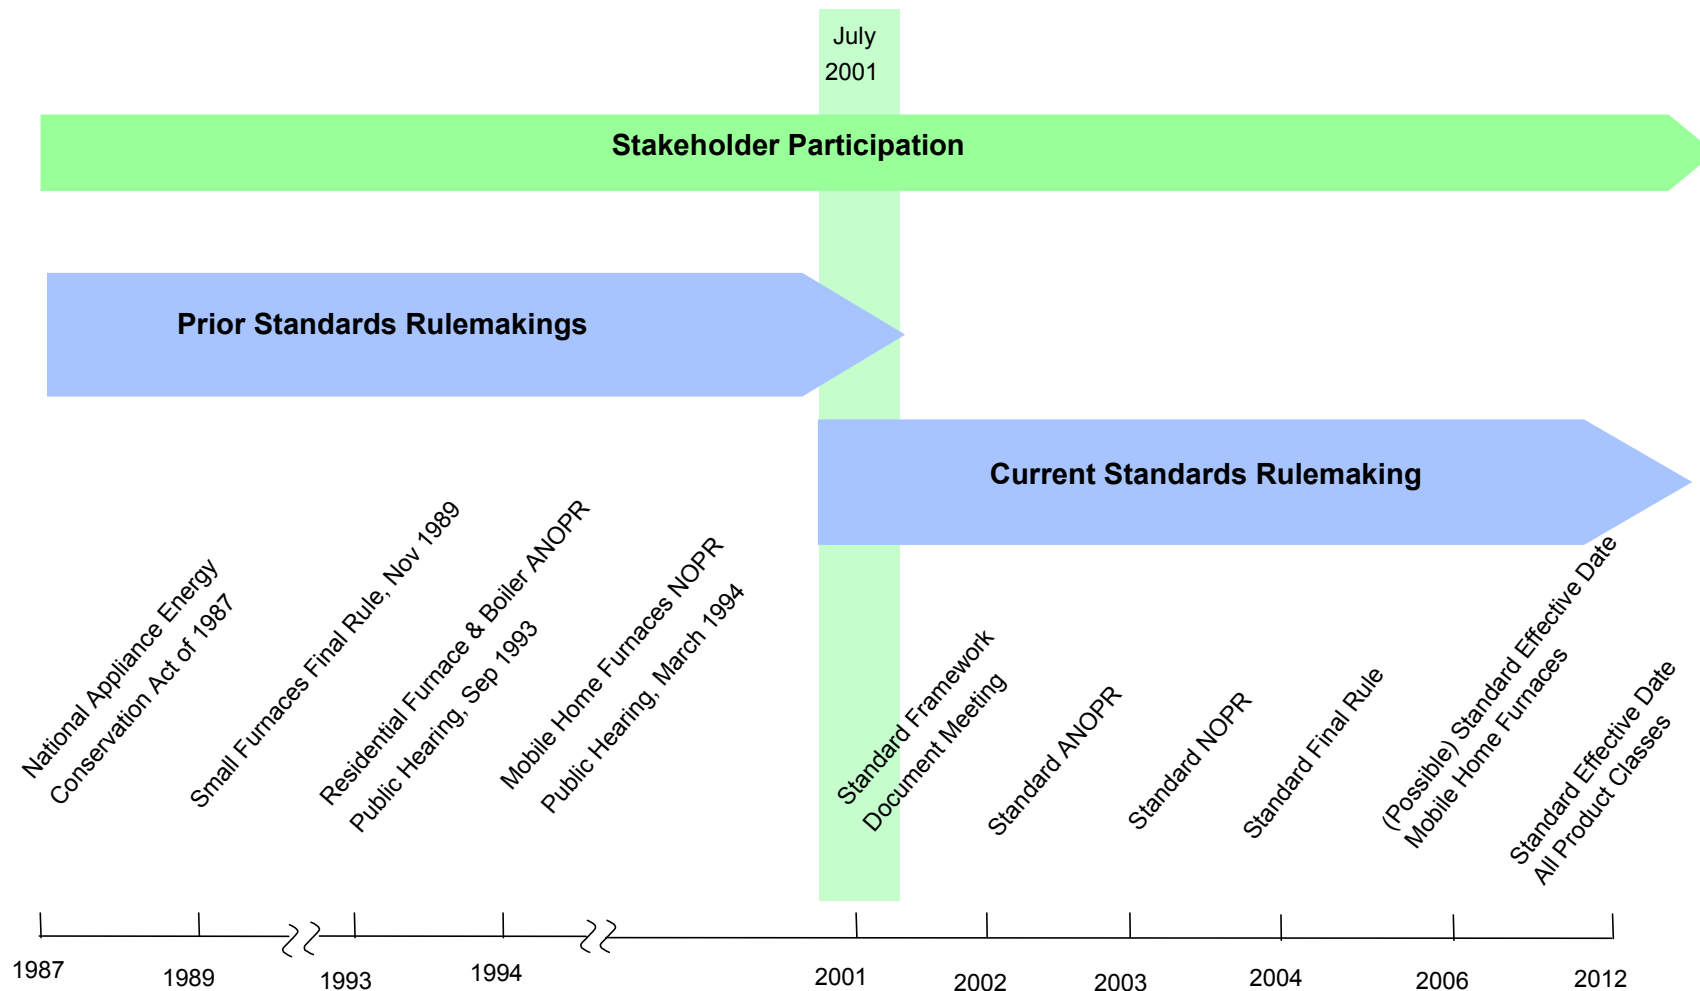 July
2001
Stakeholder Participation
Prior Standards Rulemakings
Current Standards Rulemaking
National Appliance Energy
Conservation Act of 1987
Small Furnaces Final Rule, Nov 1989
Residential Furnace & Boiler ANOPR
Public Hearing, Sep 1993
Mobile Home Furnaces NOPR
Public Hearing, March 1994
Standard Framework
Document Meeting
Standard ANOPR
Standard NOPR
Standard Final Rule
(Possible) Standard Effective Date
Mobile Home Furnaces
Standard Effective Date
All Product Classes
1987
1989
1993
1994
2001
2002
2003
2004
2006
2012